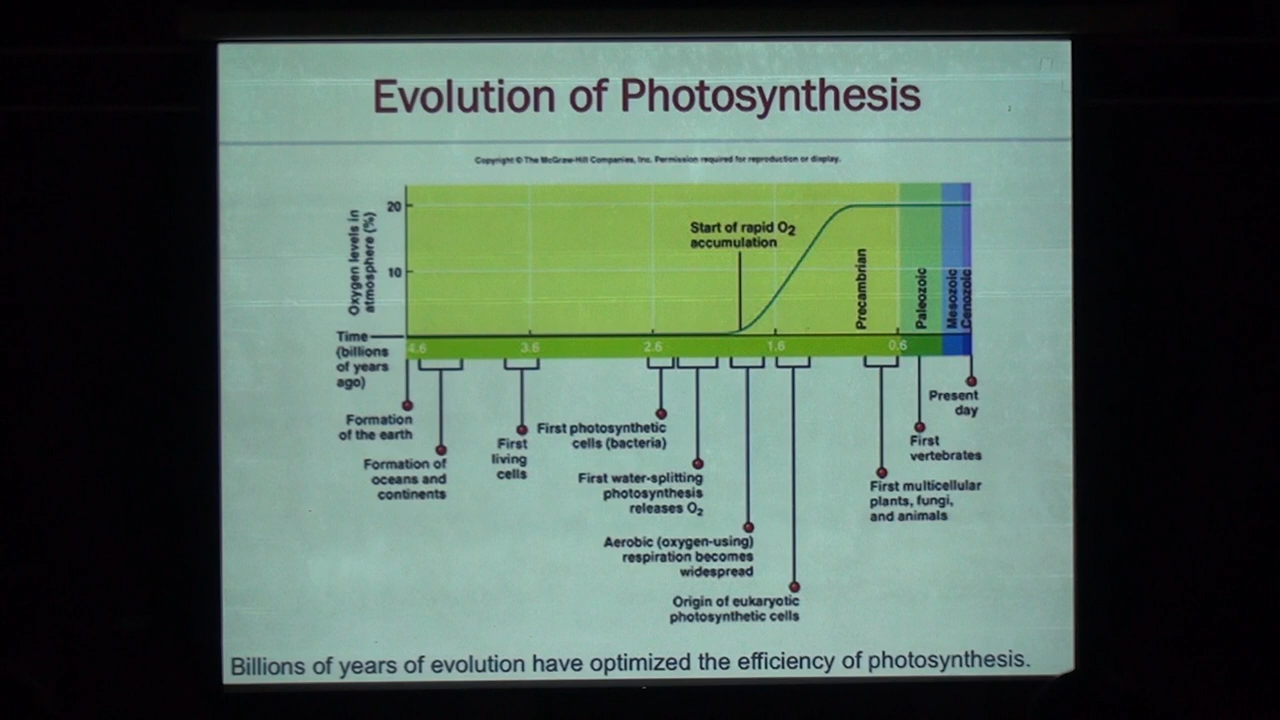 Evolution of Photosynthesis
Copyright © The McGraw-Hill Companies, Inc. Permission required for reproduction or display.
Oxygen levels in
atmosphere (%)
20
10
Start of rapid O2
accumulation
Precambrian
Paleozoic
Mesozoic
Cenozoic
Time
(billions
of years
ago)
4.6
3.6
2.6
1.6
0.6
Formation
of the earth
Formation of
oceans and
continents
First
living
cells
First photosynthetic
cells (bacteria)
First water-splitting
photosynthesis
releases O2
Aerobic (oxygen-using)
respiration becomes
widespread
Origin of eukaryotic
photosynthetic cells
First multicellular
plants, fungi,
and animals
First
vertebrates
Present
day
Billions of years of evolution have optimized the efficiency of photosynthesis.